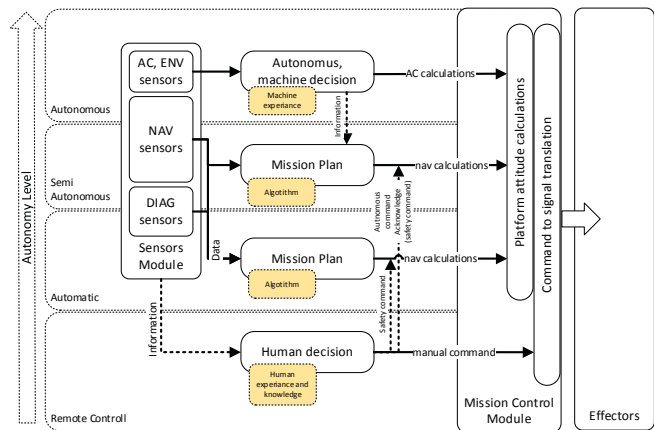 Autonomy Level
AC, ENV
sensors
Autonomus,
machine decision
Machine
experiance
AC calculations
Autonomous
Information
NAV
sensors
Mission Plan
Algotithm
nav calculations
Semi
Autonomous
Autnomous
command
Acknowledge
(safety command)
DIAG
sensors
Sensors
Module
Data
Mission Plan
Algorithm
nav calculations
Automatic
Information
Safety command
Human decision
Human
experiance and
knowledge
manual command
Remote Controll
Platform attitude calculations
Command to signal translation
Mission Control
Module
Effectors